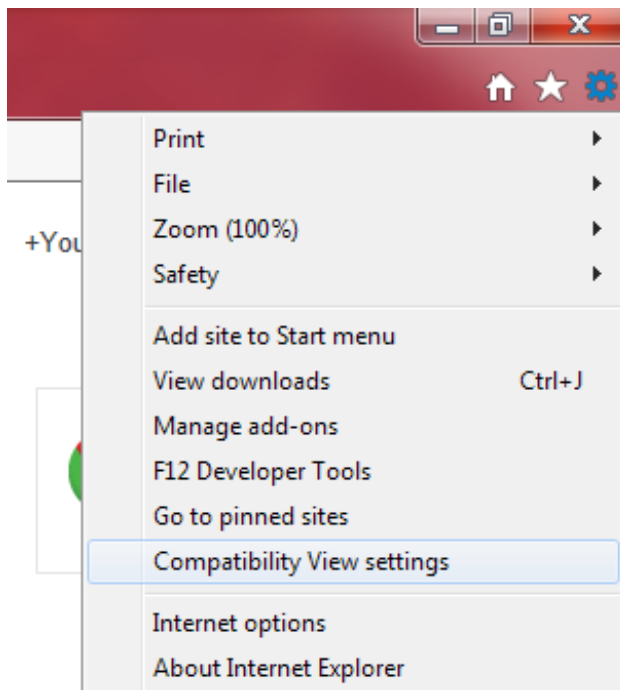 +You
Print
File
Zoom (100%)
Safety
Add site to Start menu
View downloads Ctrl+J
Manage add-ons
F12 Developer Tools
Go to pinned sites
Compatibility View settings
Internet options
About Internet Explorer